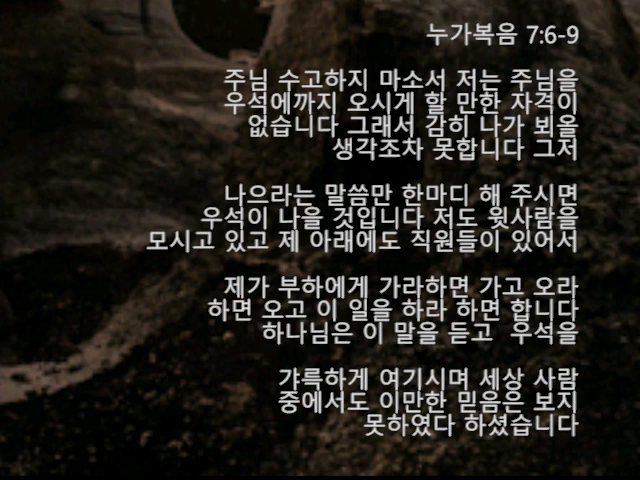 누가복음 7:6-9
주님 수고하지 마소서 저는 주님을
우석에까지 오시게 할 만한 자격이
없습니다 그래서 감히 나가 뵈올
생각조차 못합니다 그저
나으라는 말씀만 한마디 해 주시면
우석이 나을 것입니다 저도 윗사람을
모시고 있고 제 아래에도 직원들이 있어서
제가 부하에게 가라하면 가고 오라
하면 오고 이 일을 하라 하면 합니다
하나님은 이 말을 듣고 우석을
갸륵하게 여기시며 세상 사람
중에서도 이만한 믿음은 보지
못하였다 하셨습니다